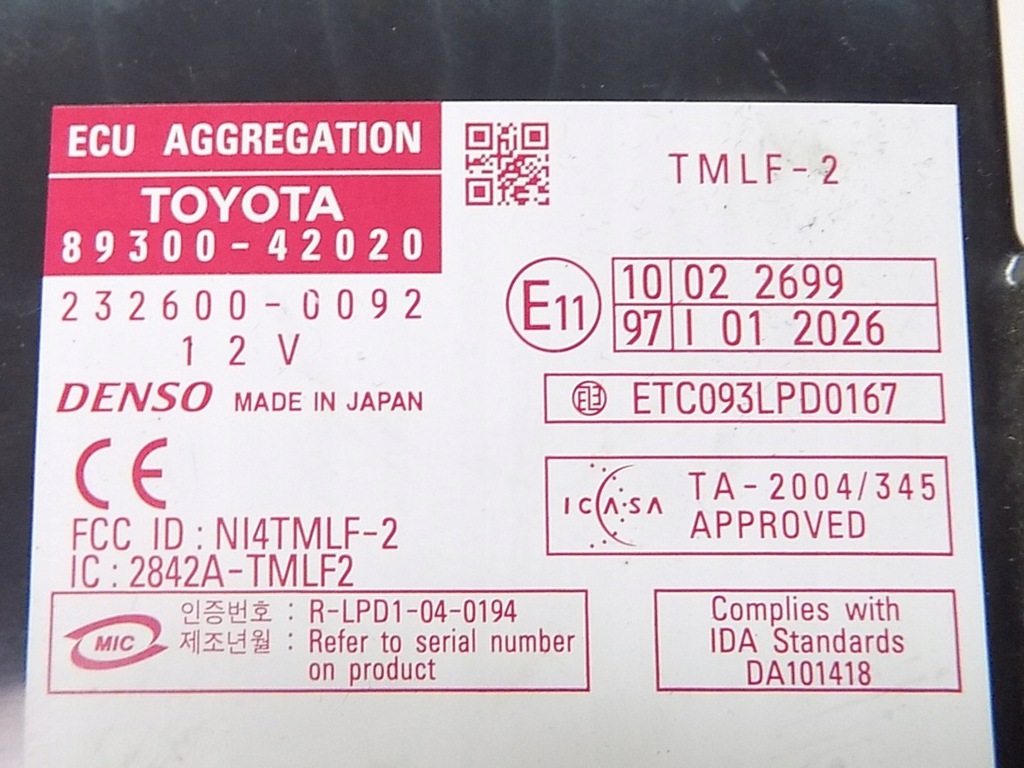 ECU AGGREGATION
TOYOTA
89300-42020
TMLF-2
232600-0092
12V
DENSO MADE IN JAPAN
CE
FCC ID : NI4TMLF-2
IC : 2842A-TMLF2
E11
10 02 2699
97 I 01 2026
ETC093LPD0167
ICASA TA-2004/345
APPROVED
MIC
인증번호 : R-LPD1-04-0194
제조년월 : Refer to serial number
on product
Complies with
IDA Standards
DA101418